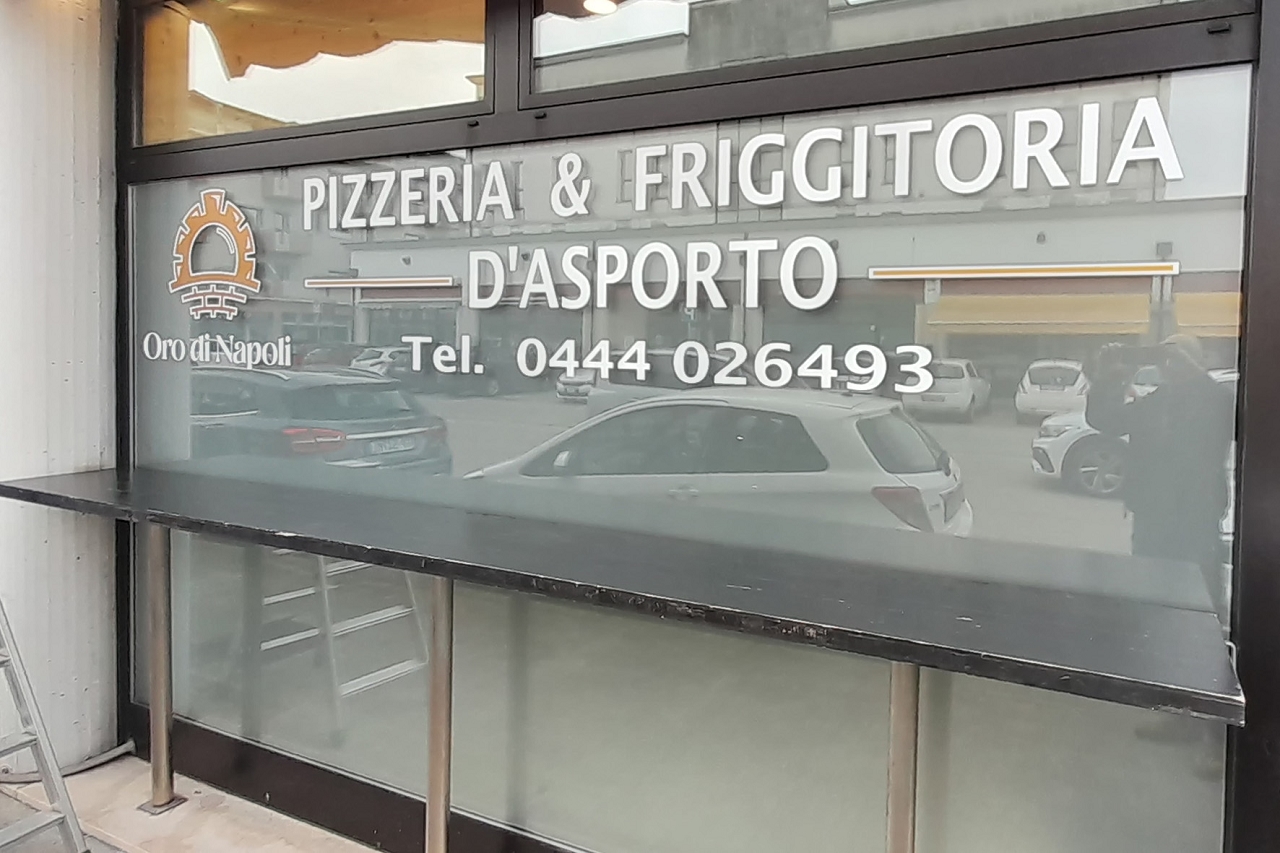 PIZZERIA & FRIGGITORIA
D'ASPORTO
Oro di Napoli
Tel. 0444 026493